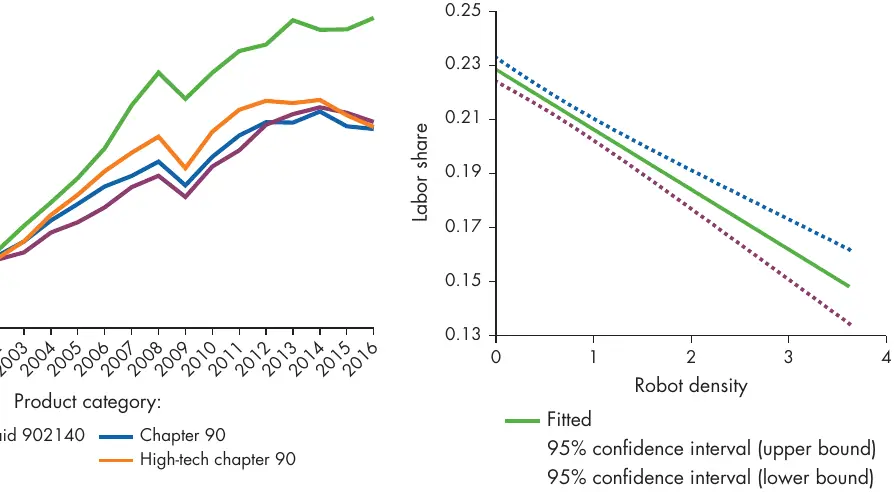 2003
2004
2005
2006
2007
2008
2009
2010
2011
2012
2013
2014
2015
2016
Product category:
aid 902140
Chapter 90
High-tech chapter 90
0.25
0.23
0.21
0.19
0.17
0.15
0.13
Labor share
0
1
2
3
4
Robot density
Fitted
95% confidence interval (upper bound)
95% confidence interval (lower bound)